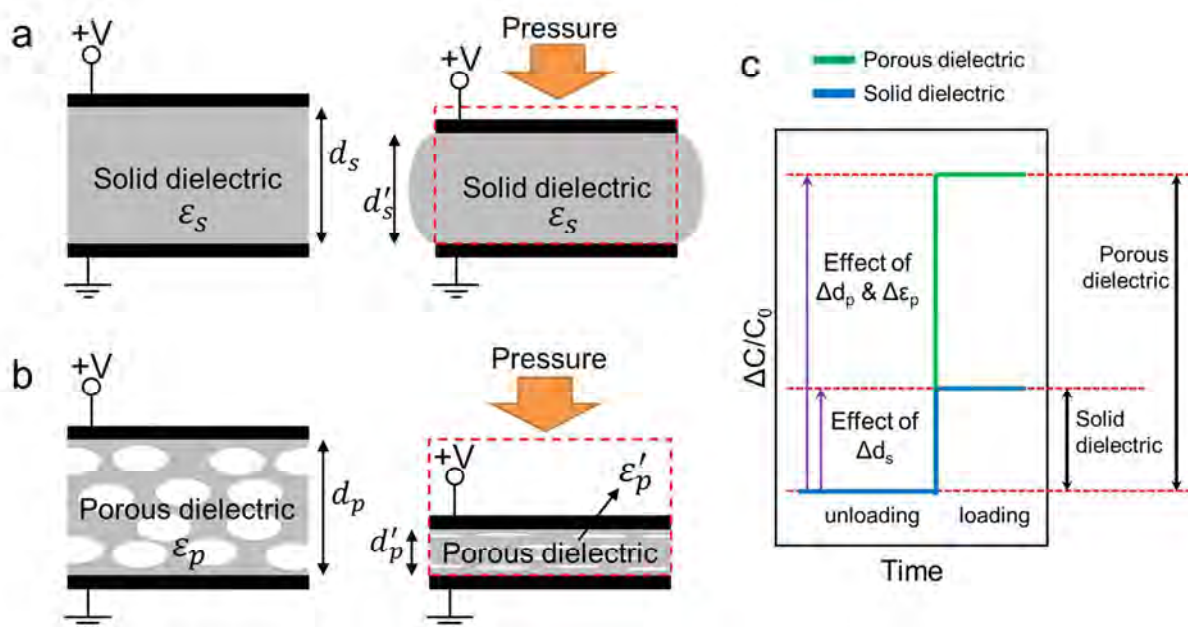 a
+V
Solid dielectric
εₛ
dₛ
Pressure
+V
Solid dielectric
εₛ
d′ₛ
b
+V
Porous dielectric
εₚ
dₚ
Pressure
+V
ε′ₚ
Porous dielectric
d′ₚ
c
Porous dielectric
Solid dielectric
ΔC/C₀
Effect of
Δdₚ & Δεₚ
Effect of
Δdₛ
unloading
loading
Time
Porous
dielectric
Solid
dielectric